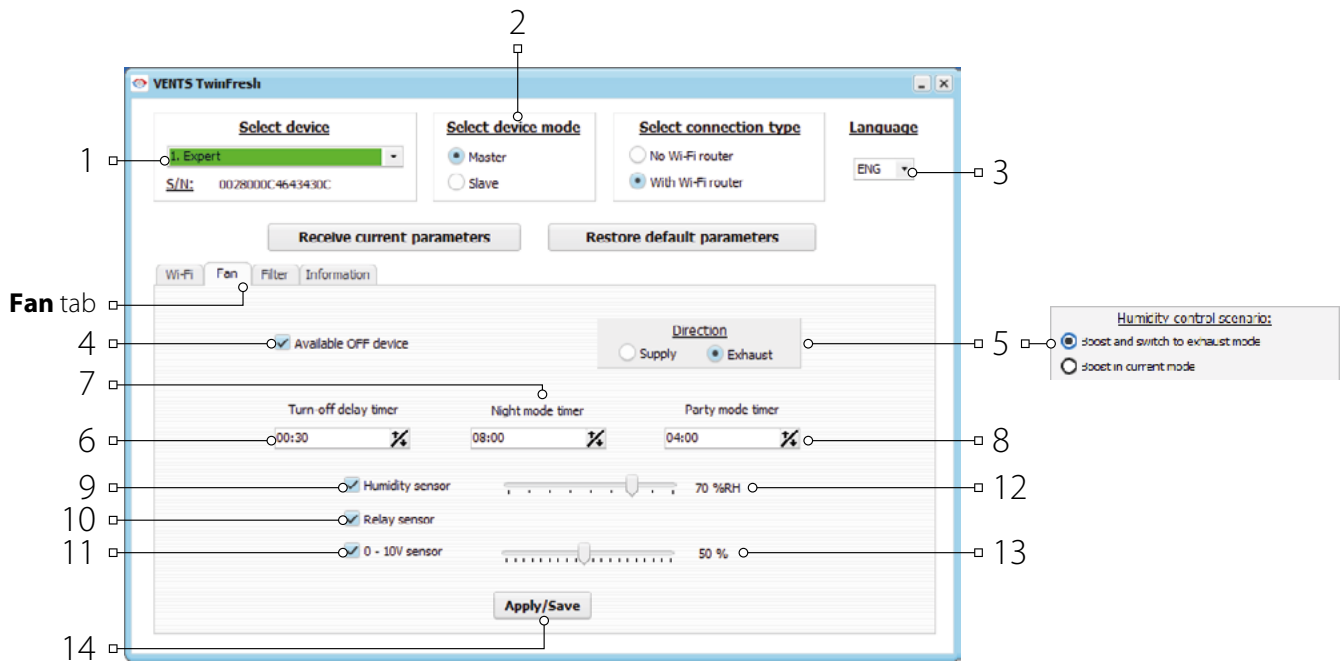 2
VENTS TwinFresh
Select device
Select device mode
Select connection type
Language
1
1. Expert
Master
No Wi-Fi router
ENG
3
S/N: 0028000C4643430C
Slave
With Wi-Fi router
Receive current parameters
Restore default parameters
Wi-Fi
Fan
Filter
Information
Fan tab
4
Available OFF device
Direction
Supply
Exhaust
5
Humidity control scenario:
Boost and switch to exhaust mode
Boost in current mode
7
Turn-off delay timer
Night mode timer
Party mode timer
6
00:30
08:00
04:00
8
9
Humidity sensor
70 %RH
12
10
Relay sensor
11
0 - 10V sensor
50 %
13
Apply/Save
14